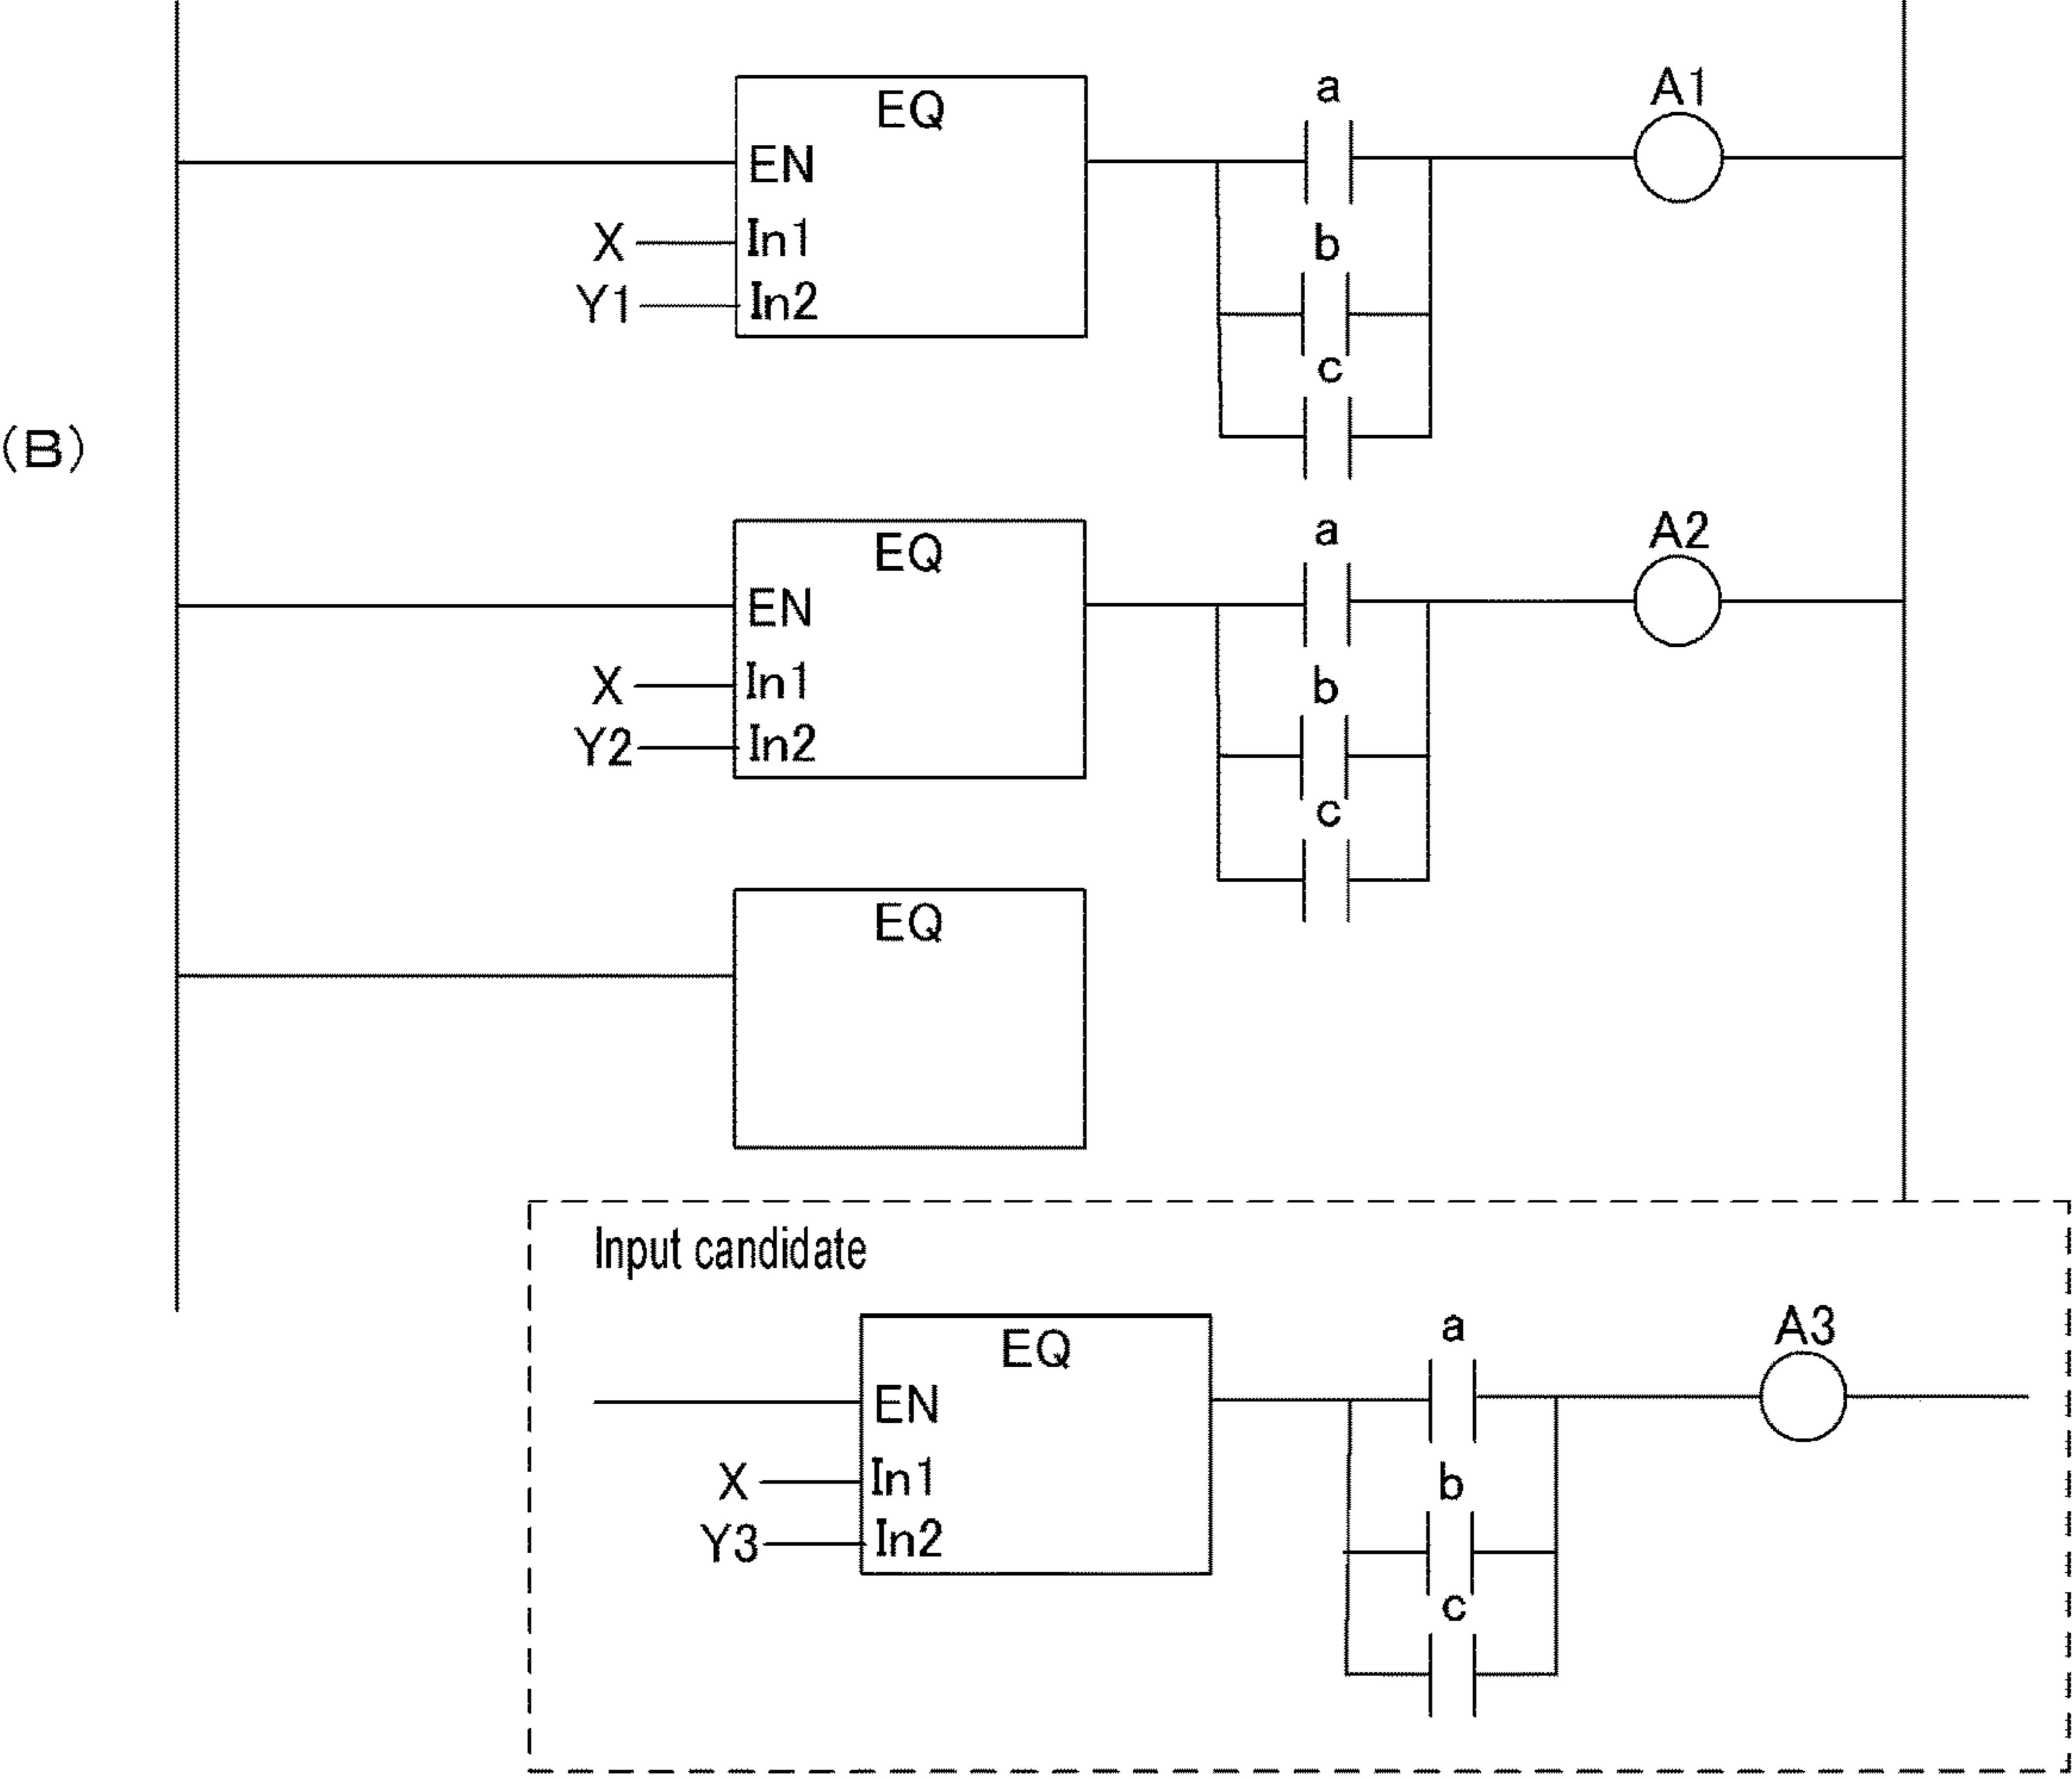 A1
a
EQ
EN
X In1
b
Y1 In2
c
(B)
A2
a
EQ
EN
X In1
b
Y2 In2
c
EQ
Input candidate
A3
a
EQ
EN
X In1
b
Y3 In2
c